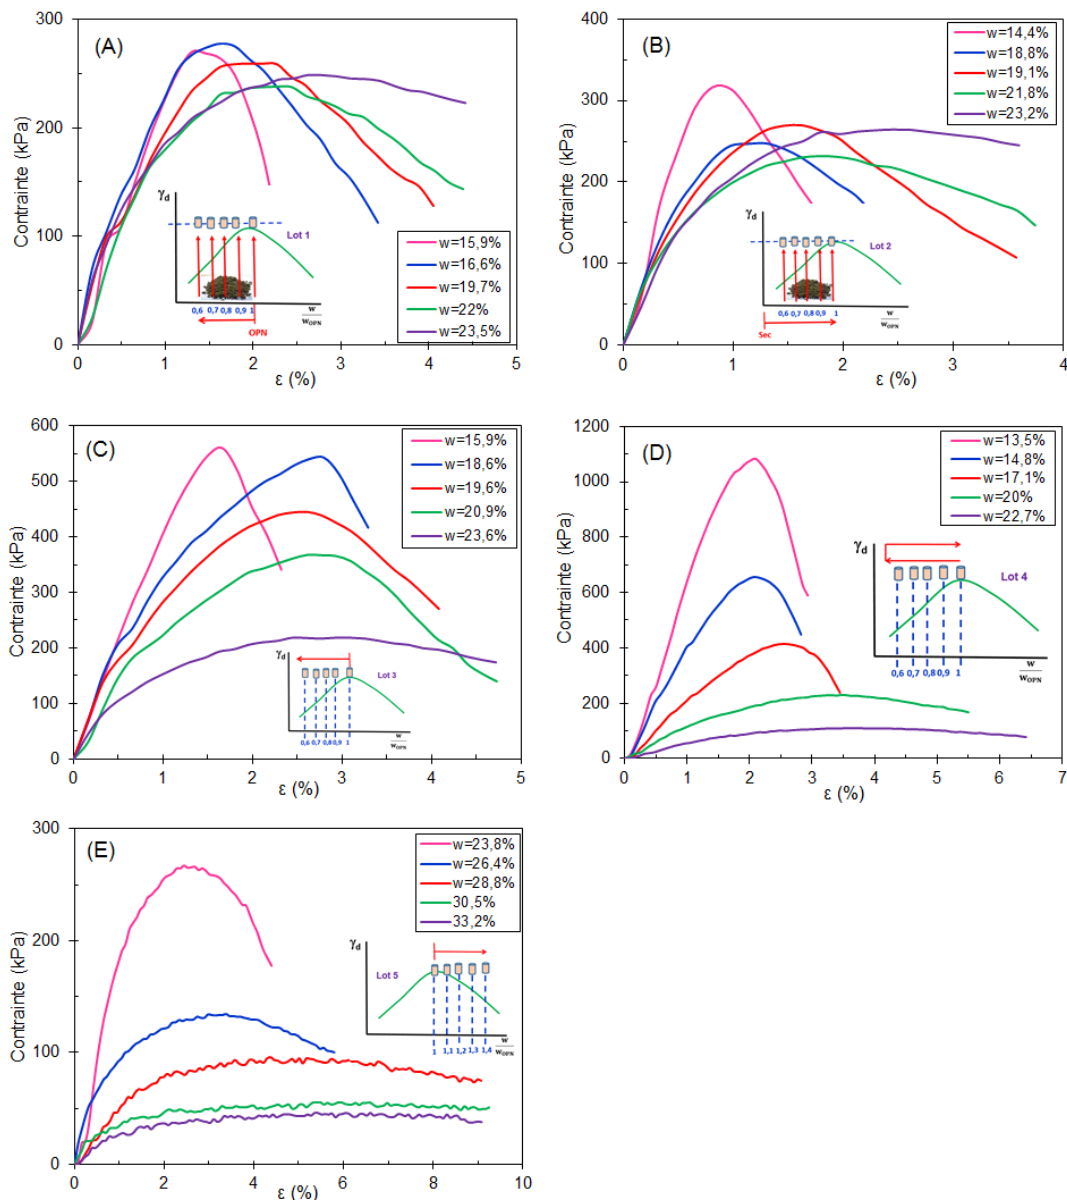 (A)
Contrainte (kPa)
300
200
100
0
0 1 2 3 4 5
ε (%)
w=15,9%
w=16,6%
w=19,7%
w=22%
w=23,5%
γd
Lot 1
0,6 0,7 0,8 0,9 1
w
wOPN
OPN
(B)
Contrainte (kPa)
400
300
200
100
0
0 1 2 3 4
ε (%)
w=14,4%
w=18,8%
w=19,1%
w=21,8%
w=23,2%
γd
Lot 2
0,6 0,7 0,8 0,9 1
w
wOPN
Sec
(C)
Contrainte (kPa)
600
500
400
300
200
100
0
0 1 2 3 4 5
ε (%)
w=15,9%
w=18,6%
w=19,6%
w=20,9%
w=23,6%
γd
Lot 3
0,6 0,7 0,8 0,9 1
w
wOPN
(D)
Contrainte (kPa)
1200
1000
800
600
400
200
0
0 1 2 3 4 5 6 7
ε (%)
w=13,5%
w=14,8%
w=17,1%
w=20%
w=22,7%
γd
Lot 4
0,6 0,7 0,8 0,9 1
w
wOPN
(E)
Contrainte (kPa)
300
200
100
0
0 2 4 6 8 10
ε (%)
w=23,8%
w=26,4%
w=28,8%
30,5%
33,2%
γd
Lot 5
1 1,1 1,2 1,3 1,4
w
wOPN